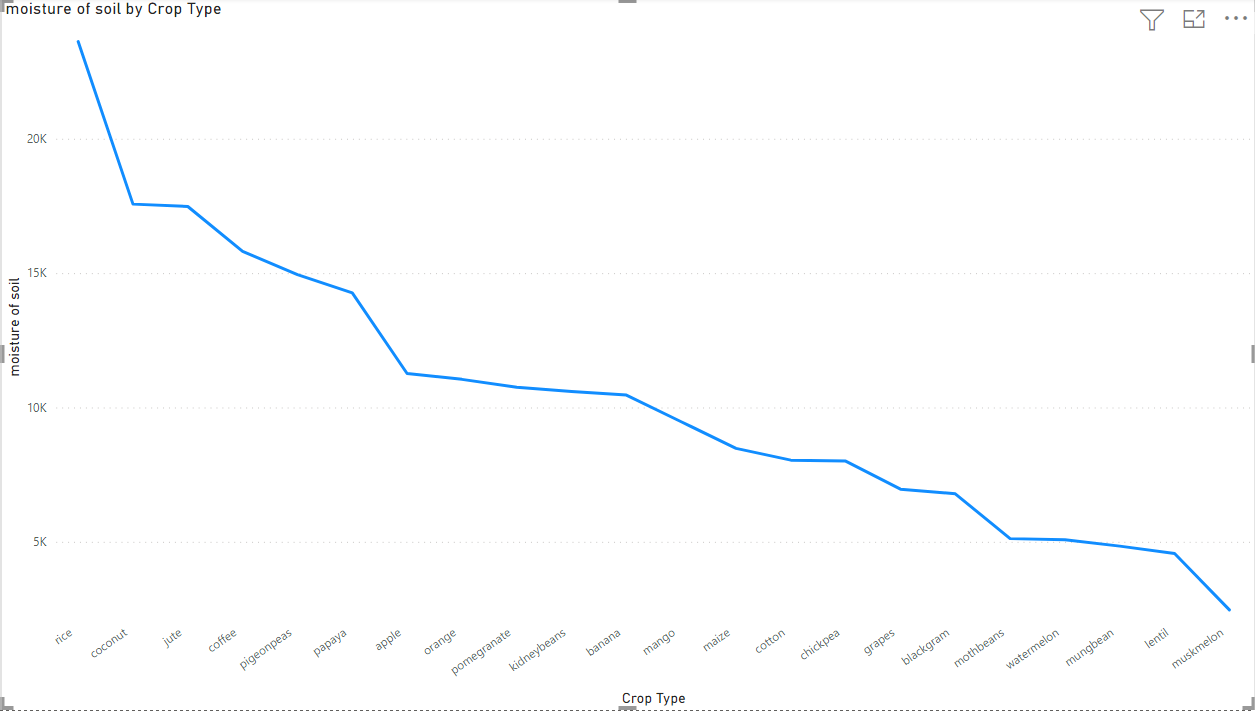 moisture of soil by Crop Type
20K
15K
10K
5K
moisture of soil
rice
coconut
jute
coffee
pigeonpeas
papaya
apple
orange
pomegranate
kidneybeans
banana
mango
maize
cotton
chickpea
grapes
blackgram
mothbeans
watermelon
mungbean
lentil
muskmelon
Crop Type